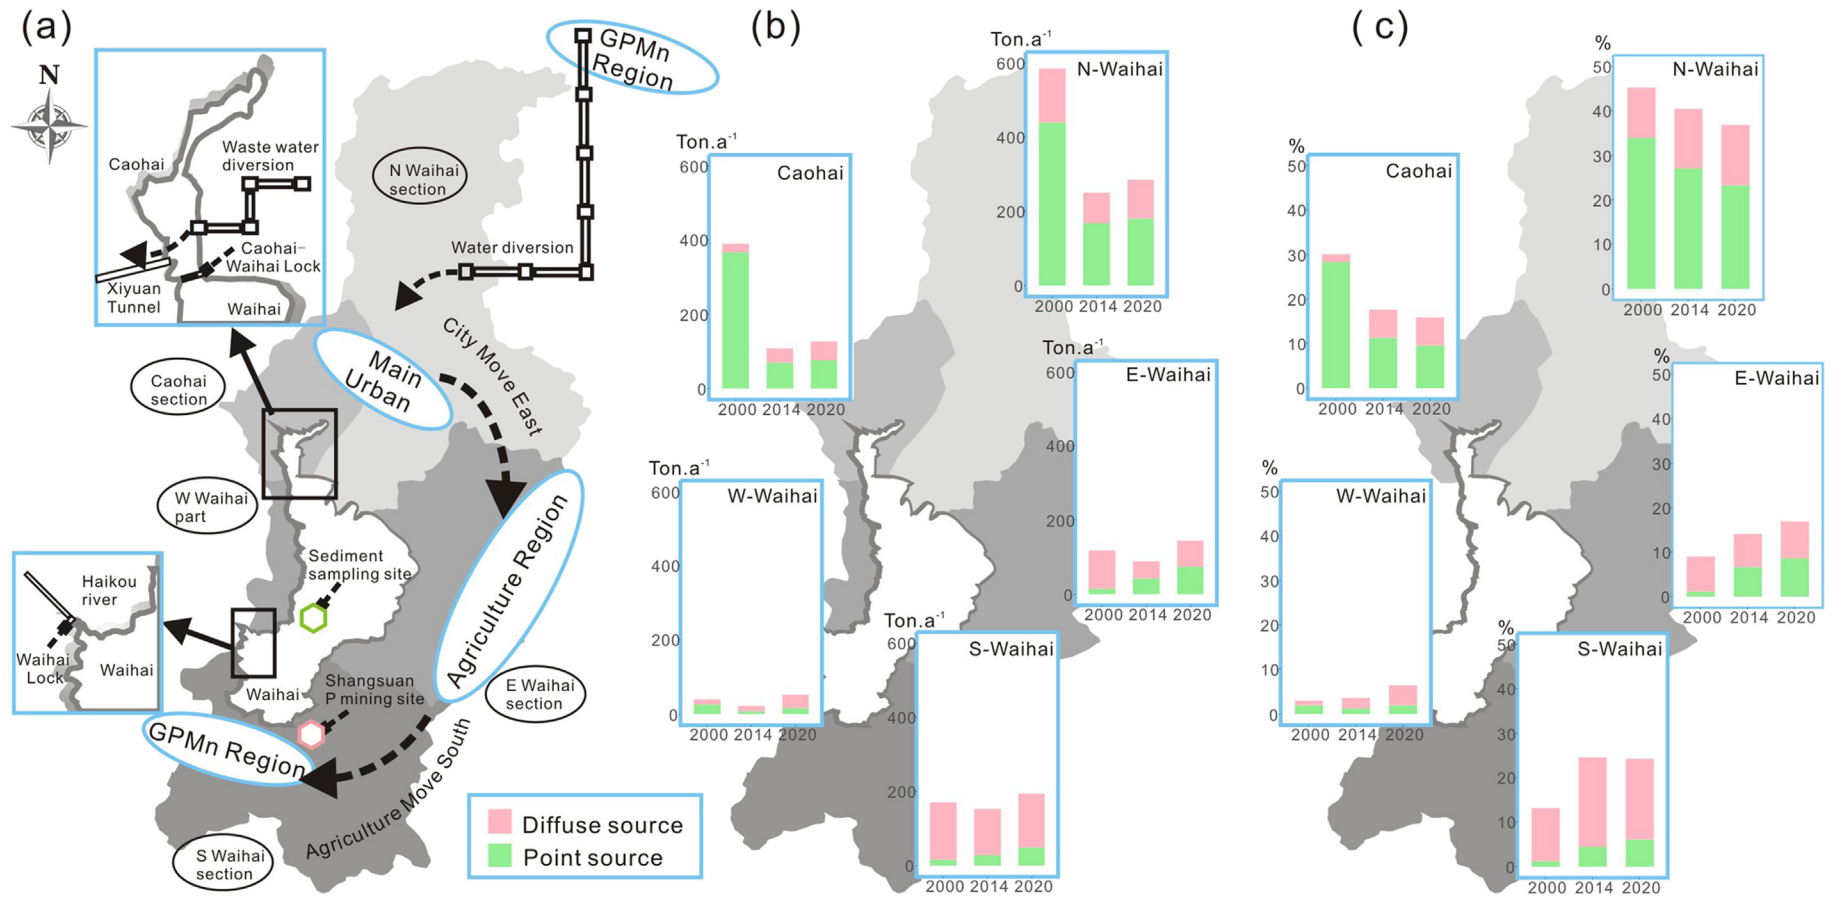 (a)
N
Caohai
Waste water
diversion
Caohai–
Waihai Lock
Xiyuan
Tunnel
Waihai
GPMn
Region
N Waihai
section
Water diversion
City Move East
Main
Urban
Caohai
section
W Waihai
part
Agriculture Region
Sediment
sampling site
Haikou
river
Waihai
Lock
Waihai
Waihai
Shangsuan
P mining site
E Waihai
section
GPMn Region
Agriculture Move South
S Waihai
section
Diffuse source
Point source
(b)
Ton.a-1
N-Waihai
600
400
200
0
2000 2014 2020
Ton.a-1
Caohai
600
400
200
0
2000 2014 2020
Ton.a-1
E-Waihai
600
400
200
0
2000 2014 2020
Ton.a-1
W-Waihai
600
400
200
0
2000 2014 2020
Ton.a-1
S-Waihai
600
400
200
0
2000 2014 2020
(c)
%
N-Waihai
50
40
30
20
10
0
2000 2014 2020
%
Caohai
50
40
30
20
10
0
2000 2014 2020
%
E-Waihai
50
40
30
20
10
0
2000 2014 2020
%
W-Waihai
50
40
30
20
10
0
2000 2014 2020
%
S-Waihai
50
40
30
20
10
0
2000 2014 2020